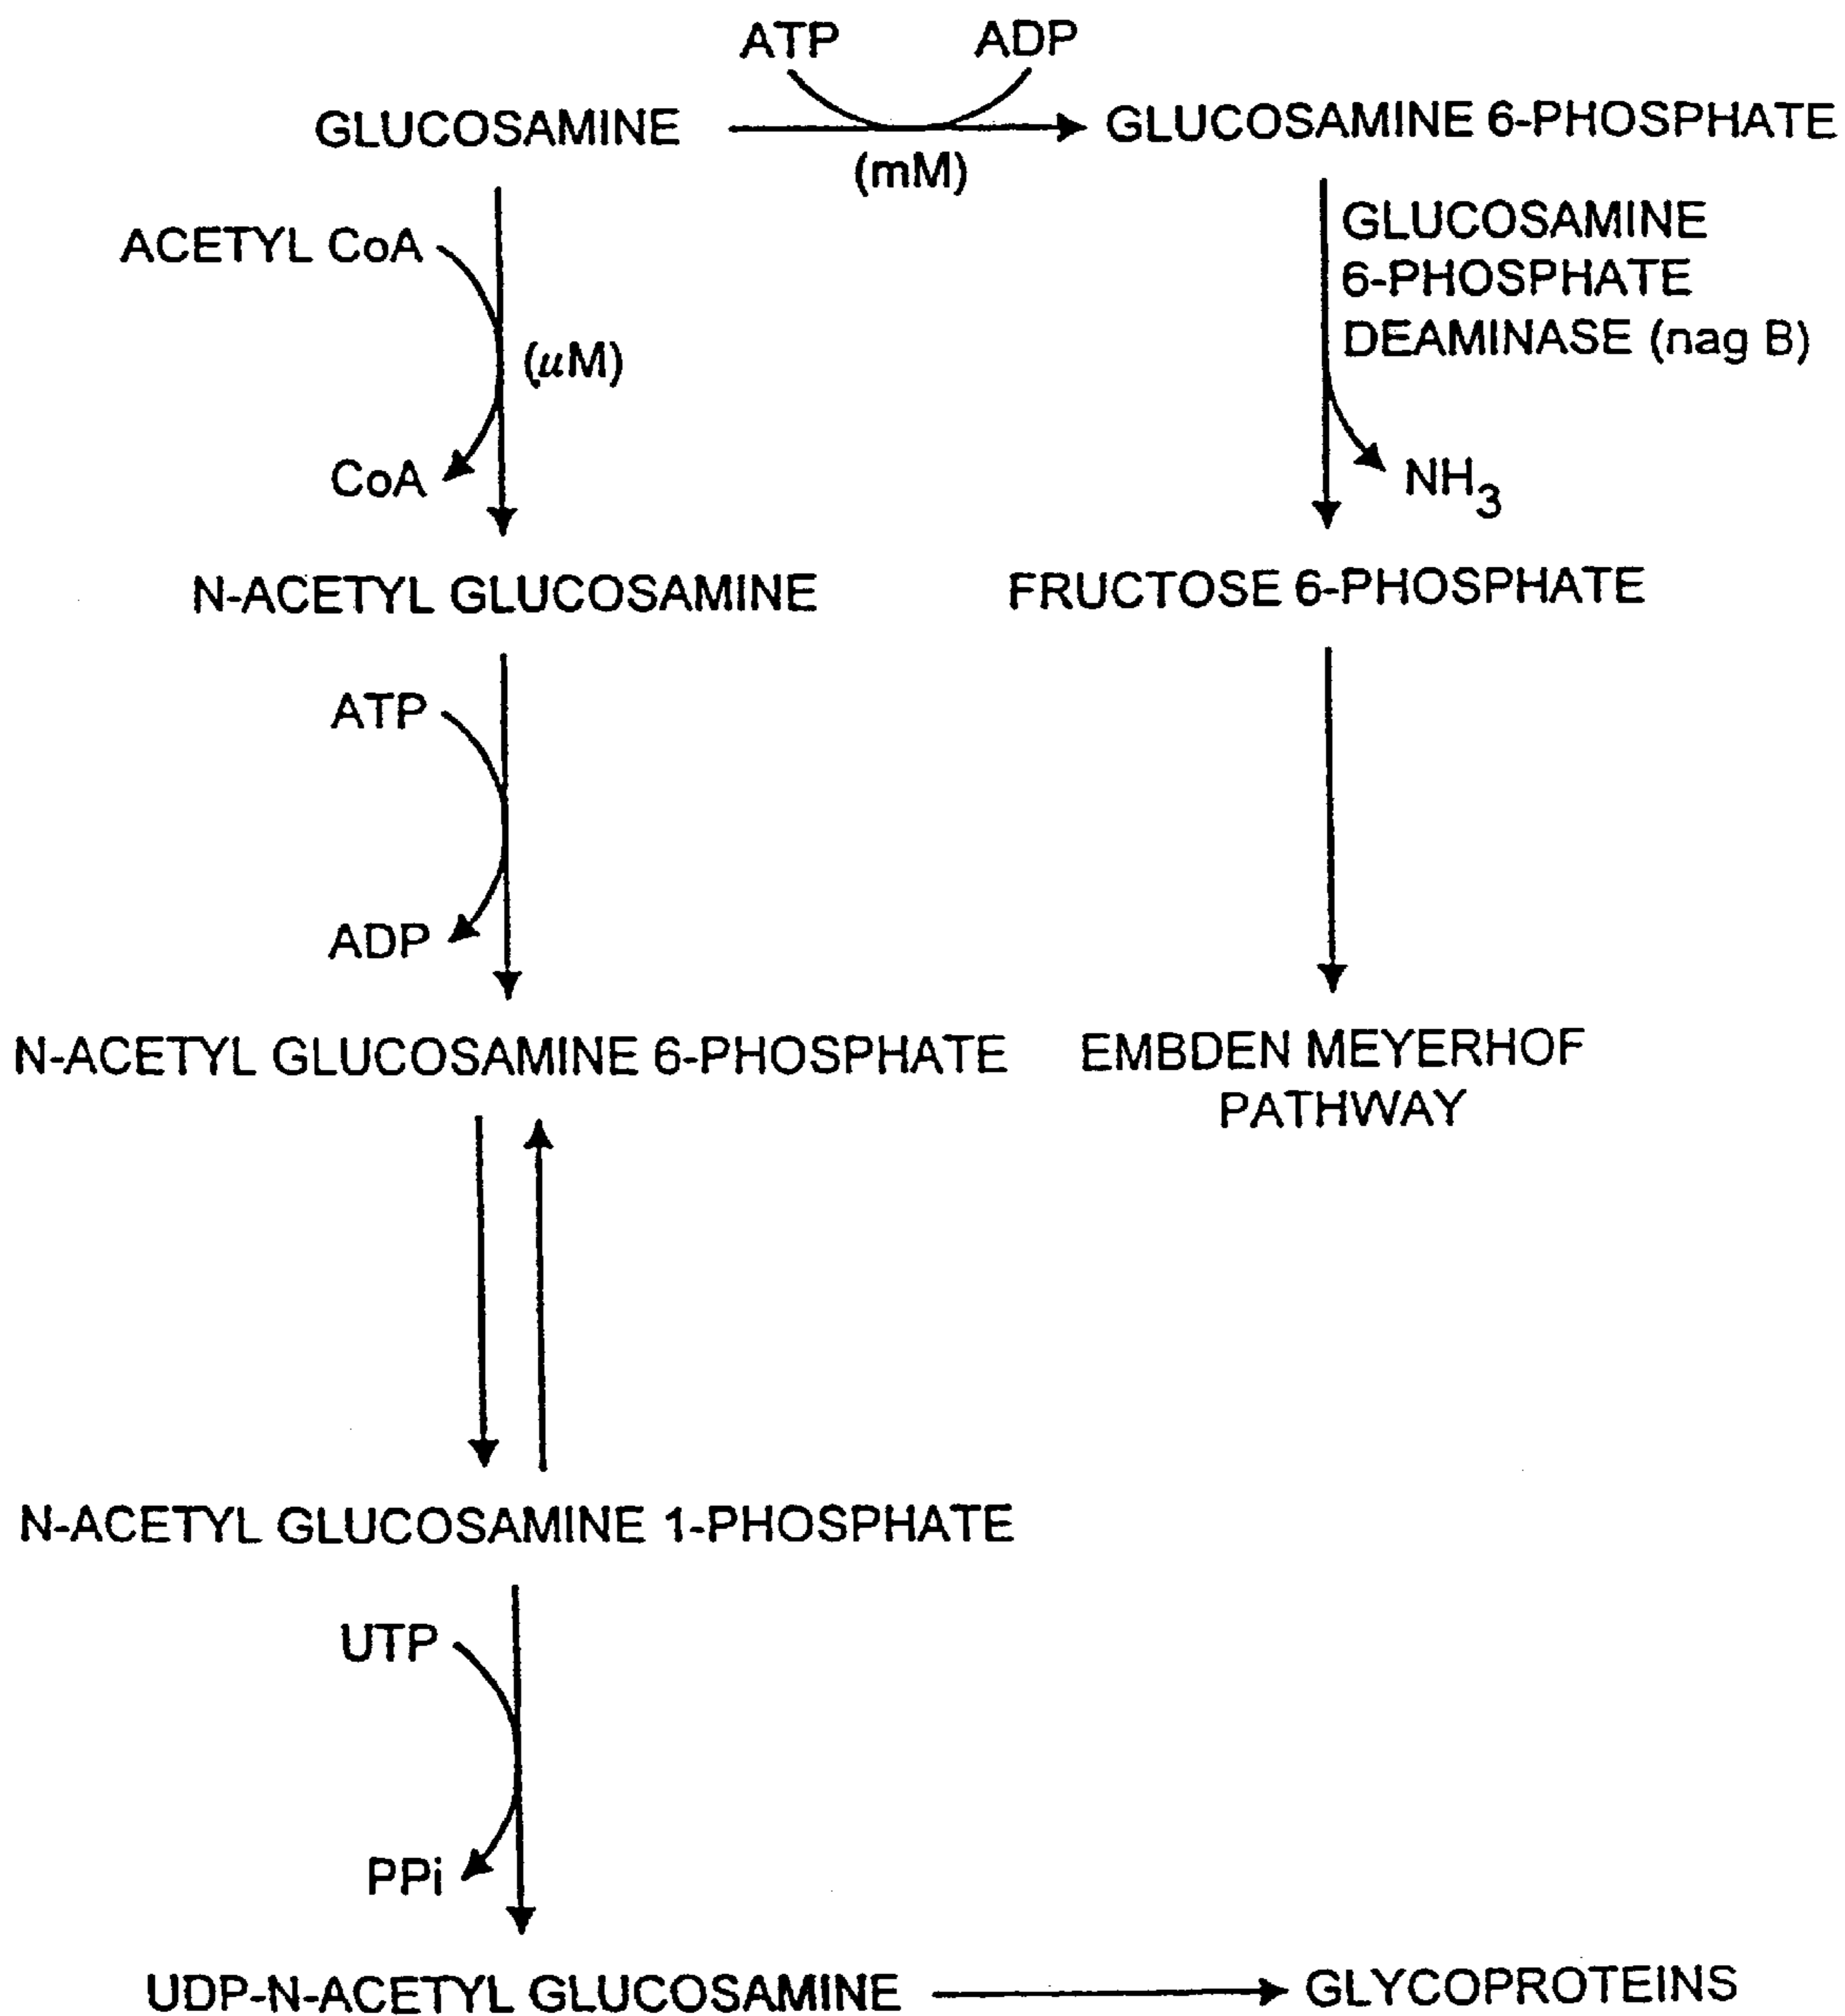 ATP ADP
GLUCOSAMINE GLUCOSAMINE 6-PHOSPHATE
(mM)
ACETYL CoA
(μM)
CoA
GLUCOSAMINE
6-PHOSPHATE
DEAMINASE (nag B)
NH3
N-ACETYL GLUCOSAMINE FRUCTOSE 6-PHOSPHATE
ATP
ADP
N-ACETYL GLUCOSAMINE 6-PHOSPHATE
EMBDEN MEYERHOF
PATHWAY
N-ACETYL GLUCOSAMINE 1-PHOSPHATE
UTP
PPi
UDP-N-ACETYL GLUCOSAMINE GLYCOPROTEINS